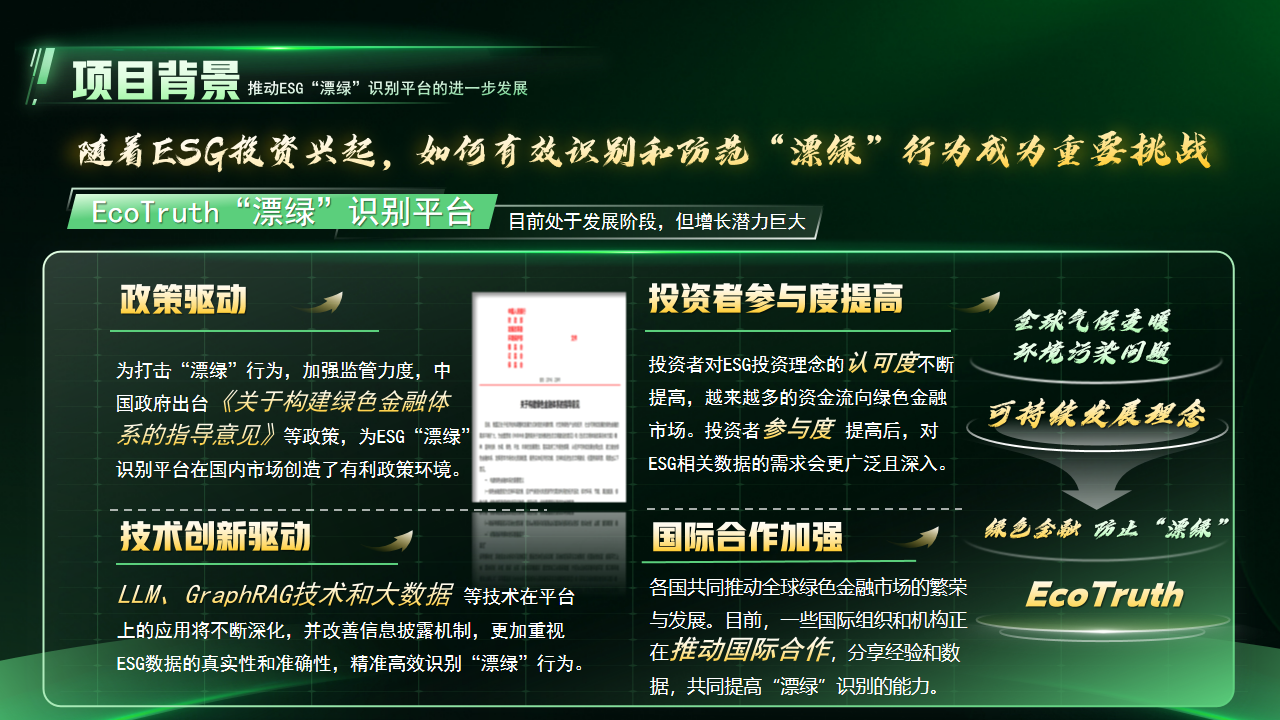 项目背景 推动ESG“漂绿”识别平台的进一步发展
随着ESG投资兴起，如何有效识别和防范“漂绿”行为成为重要挑战
EcoTruth“漂绿”识别平台
目前处于发展阶段，但增长潜力巨大
政策驱动
为打击“漂绿”行为，加强监管力度，中
国政府出台《关于构建绿色金融体
系的指导意见》等政策，为ESG“漂绿”
识别平台在国内市场创造了有利政策环境。
关于构建绿色金融体系的指导意见
技术创新驱动
LLM、GraphRAG技术和大数据 等技术在平台
上的应用将不断深化，并改善信息披露机制，更加重视
ESG数据的真实性和准确性，精准高效识别“漂绿”行为。
投资者参与度提高
投资者对ESG投资理念的认可度不断
提高，越来越多的资金流向绿色金融
市场。投资者参与度 提高后，对
ESG相关数据的需求会更广泛且深入。
国际合作加强
各国共同推动全球绿色金融市场的繁荣
与发展。目前，一些国际组织和机构正
在推动国际合作，分享经验和数
据，共同提高“漂绿”识别的能力。
全球气候变暖
环境污染问题
可持续发展理念
绿色金融 防止“漂绿”
EcoTruth